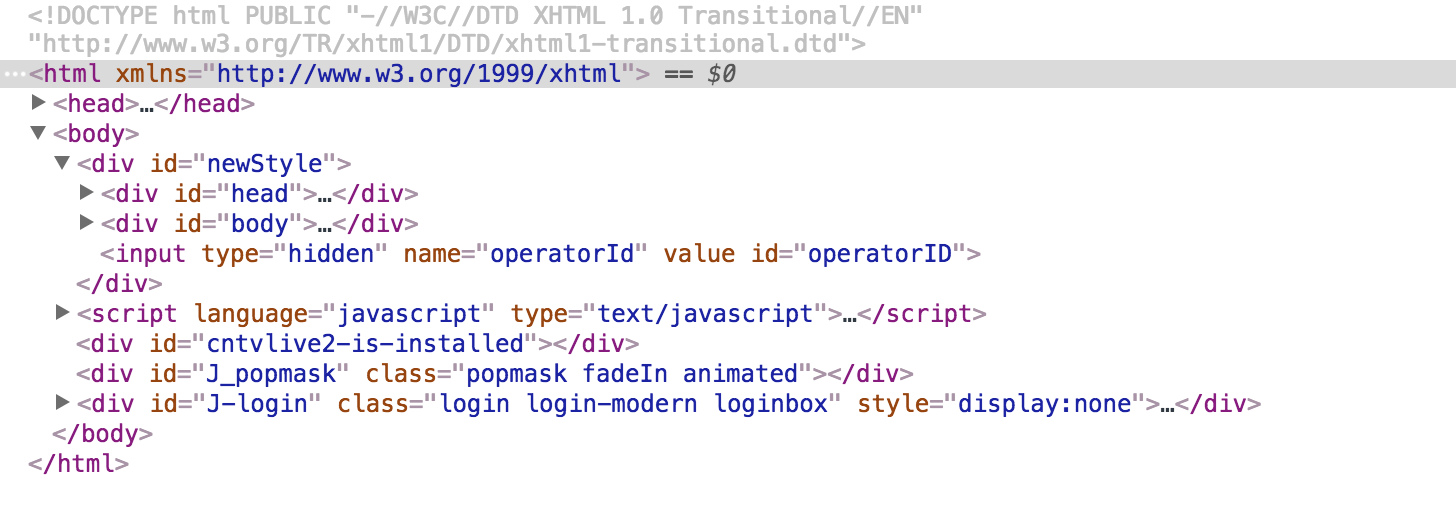 <!DOCTYPE html PUBLIC "-//W3C//DTD XHTML 1.0 Transitional//EN"
"http://www.w3.org/TR/xhtml1/DTD/xhtml1-transitional.dtd">
…<html xmlns="http://www.w3.org/1999/xhtml"> == $0
▶<head>…</head>
▼<body>
▼<div id="newStyle">
▶<div id="head">…</div>
▶<div id="body">…</div>
<input type="hidden" name="operatorId" value id="operatorID">
</div>
▶<script language="javascript" type="text/javascript">…</script>
<div id="cntvlive2-is-installed"></div>
<div id="J_popmask" class="popmask fadeIn animated"></div>
▶<div id="J-login" class="login login-modern loginbox" style="display:none">…</div>
</body>
</html>